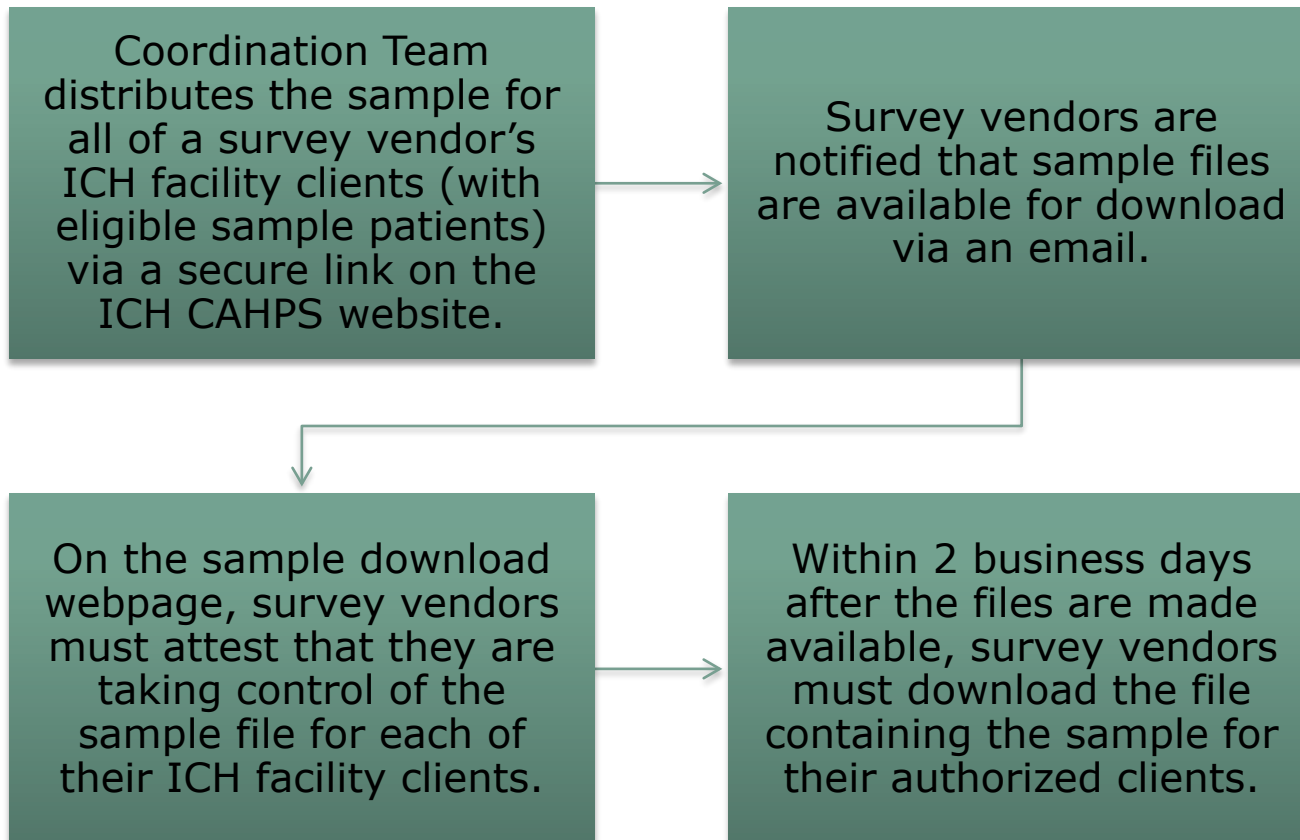 Coordination Team
distributes the sample for
all of a survey vendor’s
ICH facility clients (with
eligible sample patients)
via a secure link on the
ICH CAHPS website.
Survey vendors are
notified that sample files
are available for download
via an email.
On the sample download
webpage, survey vendors
must attest that they are
taking control of the
sample file for each of
their ICH facility clients.
Within 2 business days
after the files are made
available, survey vendors
must download the file
containing the sample for
their authorized clients.